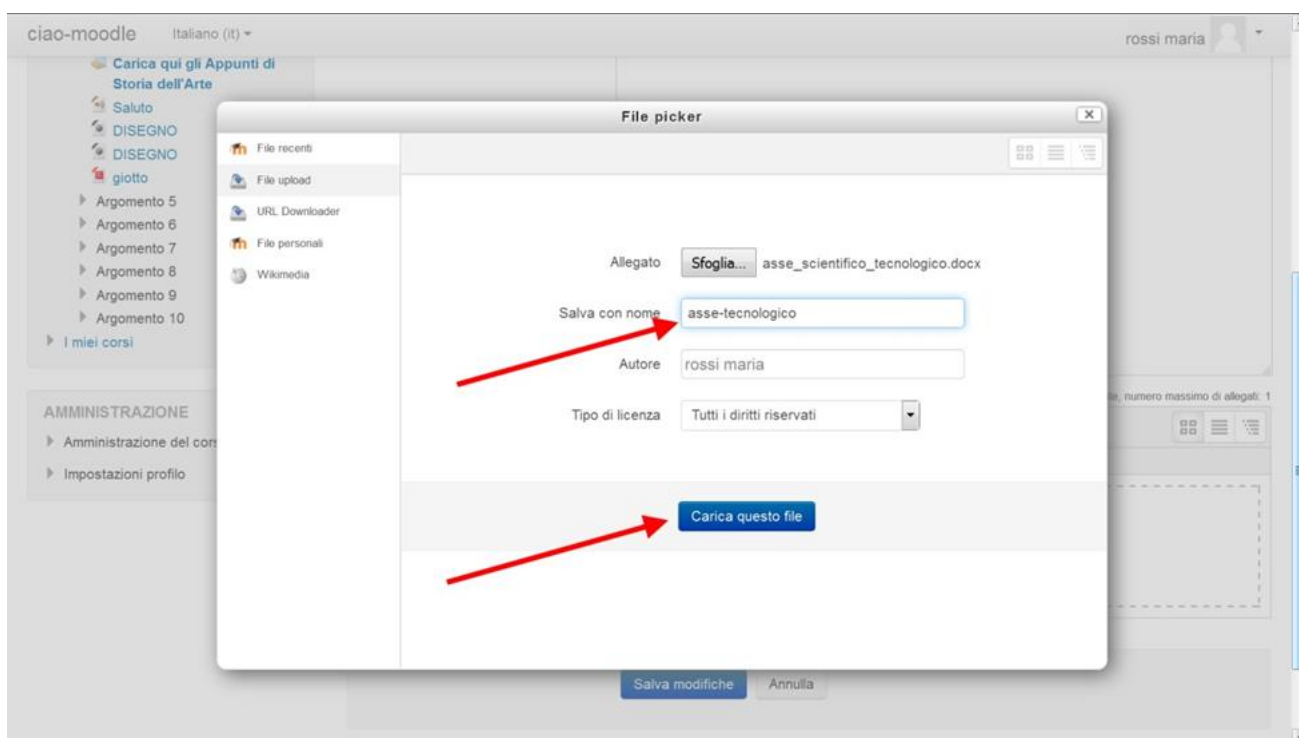 ciao-moodle Italiano (it)
rossi maria
Carica qui gli Appunti di
Storia dell'Arte
Saluto
DISEGNO
DISEGNO
giotto
Argomento 5
Argomento 6
Argomento 7
Argomento 8
Argomento 9
Argomento 10
I miei corsi
AMMINISTRAZIONE
Amministrazione del cors
Impostazioni profilo
File picker
File recenti
File upload
URL Downloader
File personali
Wikimedia
Allegato Sfoglia... asse_scientifico_tecnologico.docx
Salva con nome asse-tecnologico
Autore rossi maria
Tipo di licenza Tutti i diritti riservati
Carica questo file
numero massimo di allegati: 1
Salva modifiche Annulla